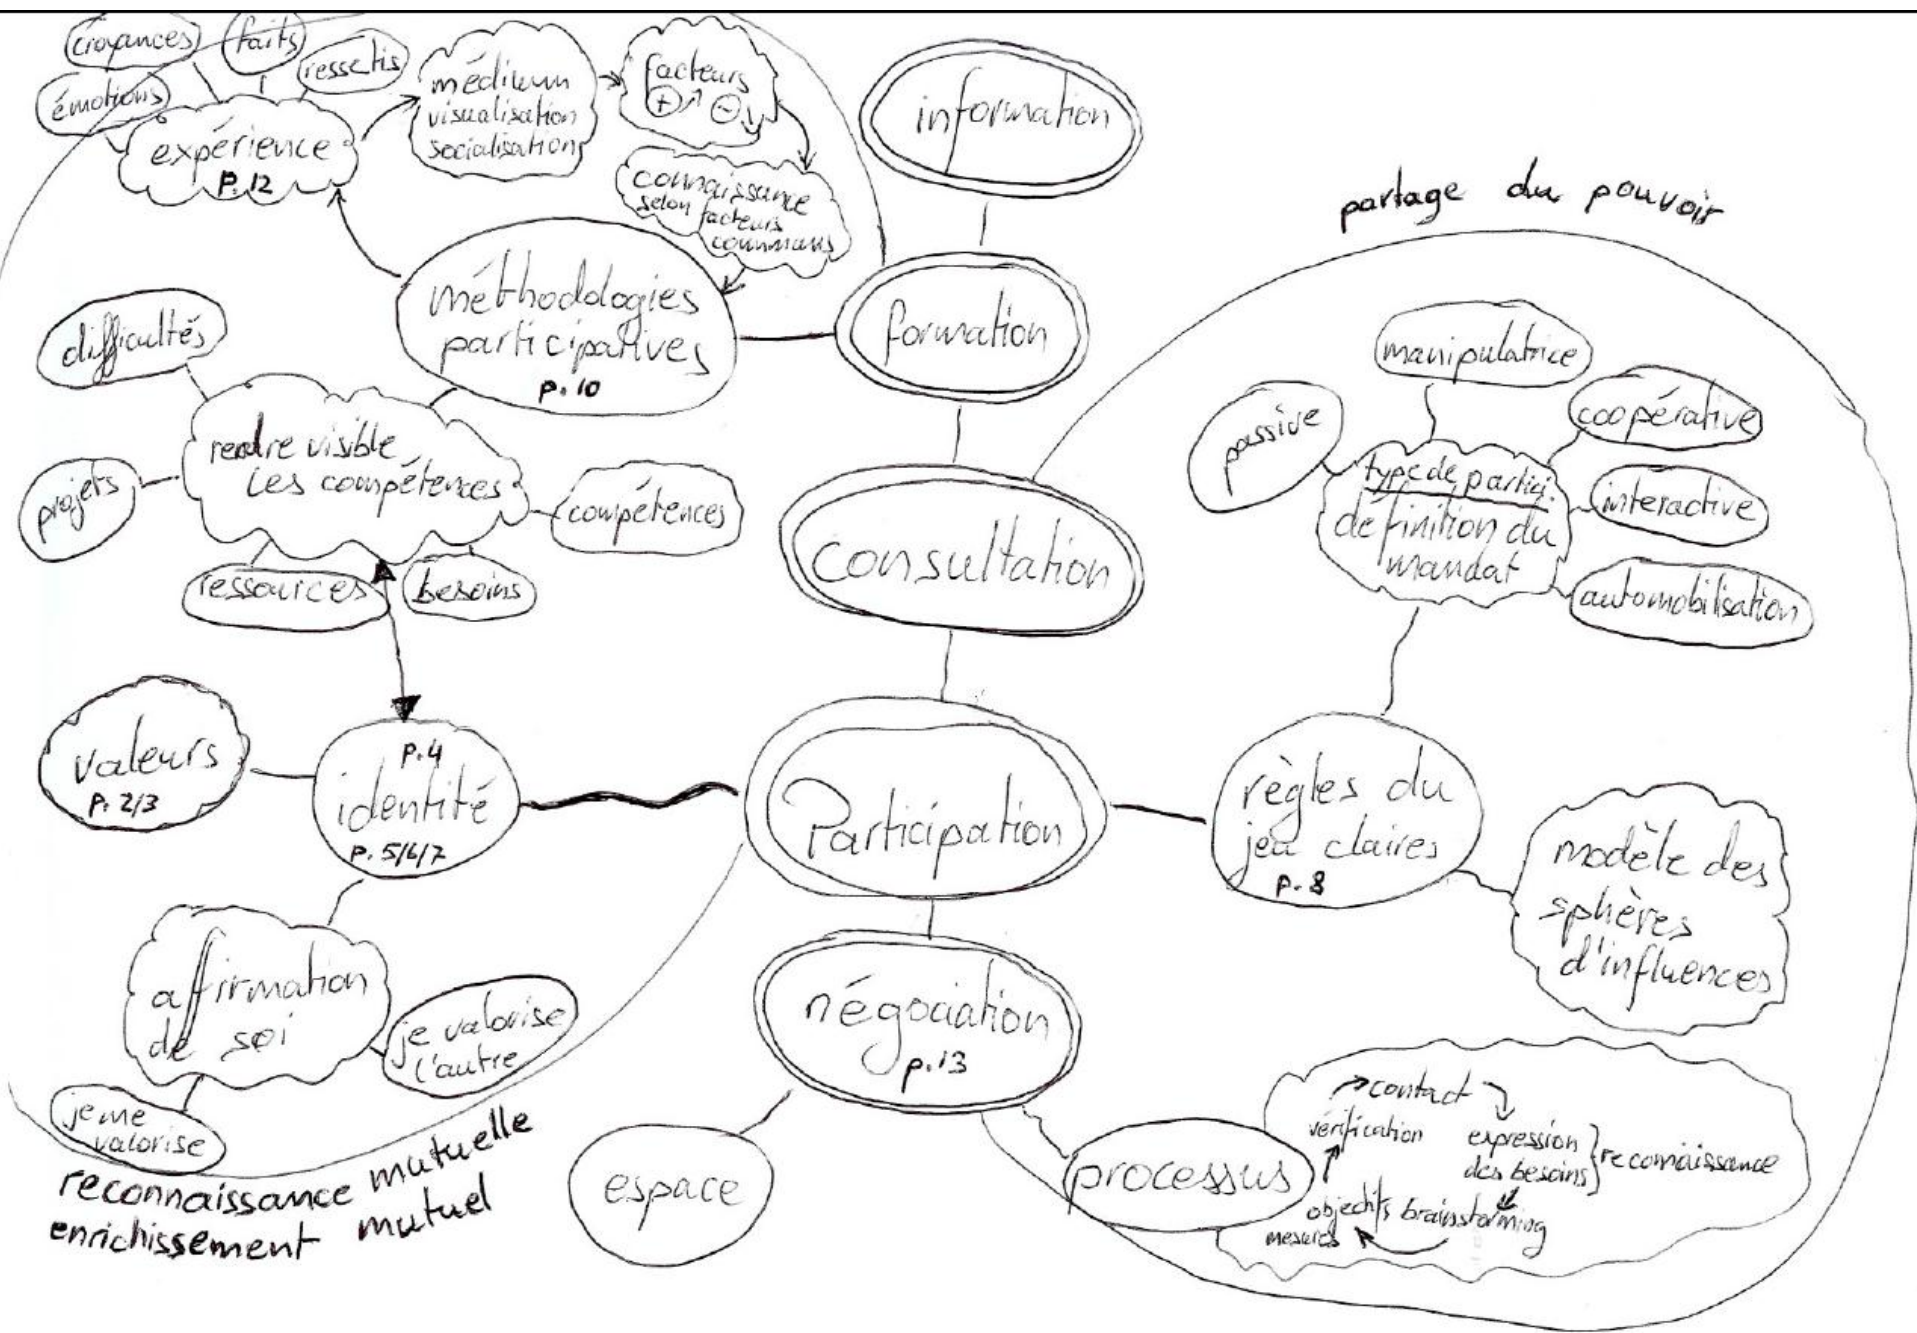 croyances
faits
ressetis
émotions
expérience
p. 12
médium
visualisation
socialisation
facteurs
+ -
connaissance
selon facteurs
communs
information
partage du pouvoir
méthodologies
participatives
p. 10
formation
difficultés
rendre visible
les compétences
projets
compétences
ressources
besoins
consultation
manipulatrice
passive
coopérative
type de partici.
définition du
mandat
interactive
automobilisation
valeurs
p. 2/3
p. 4
identité
p. 5/6/7
Participation
règles du
jeu claires
p. 8
modèle des
sphères
d'influences
affirmation
de soi
je valorise
l'autre
je me
valorise
reconnaissance mutuelle
enrichissement mutuel
négociation
p. 13
espace
processus
contact
vérification
expression
des besoins
reconnaissance
objectifs brainstorming
mesures